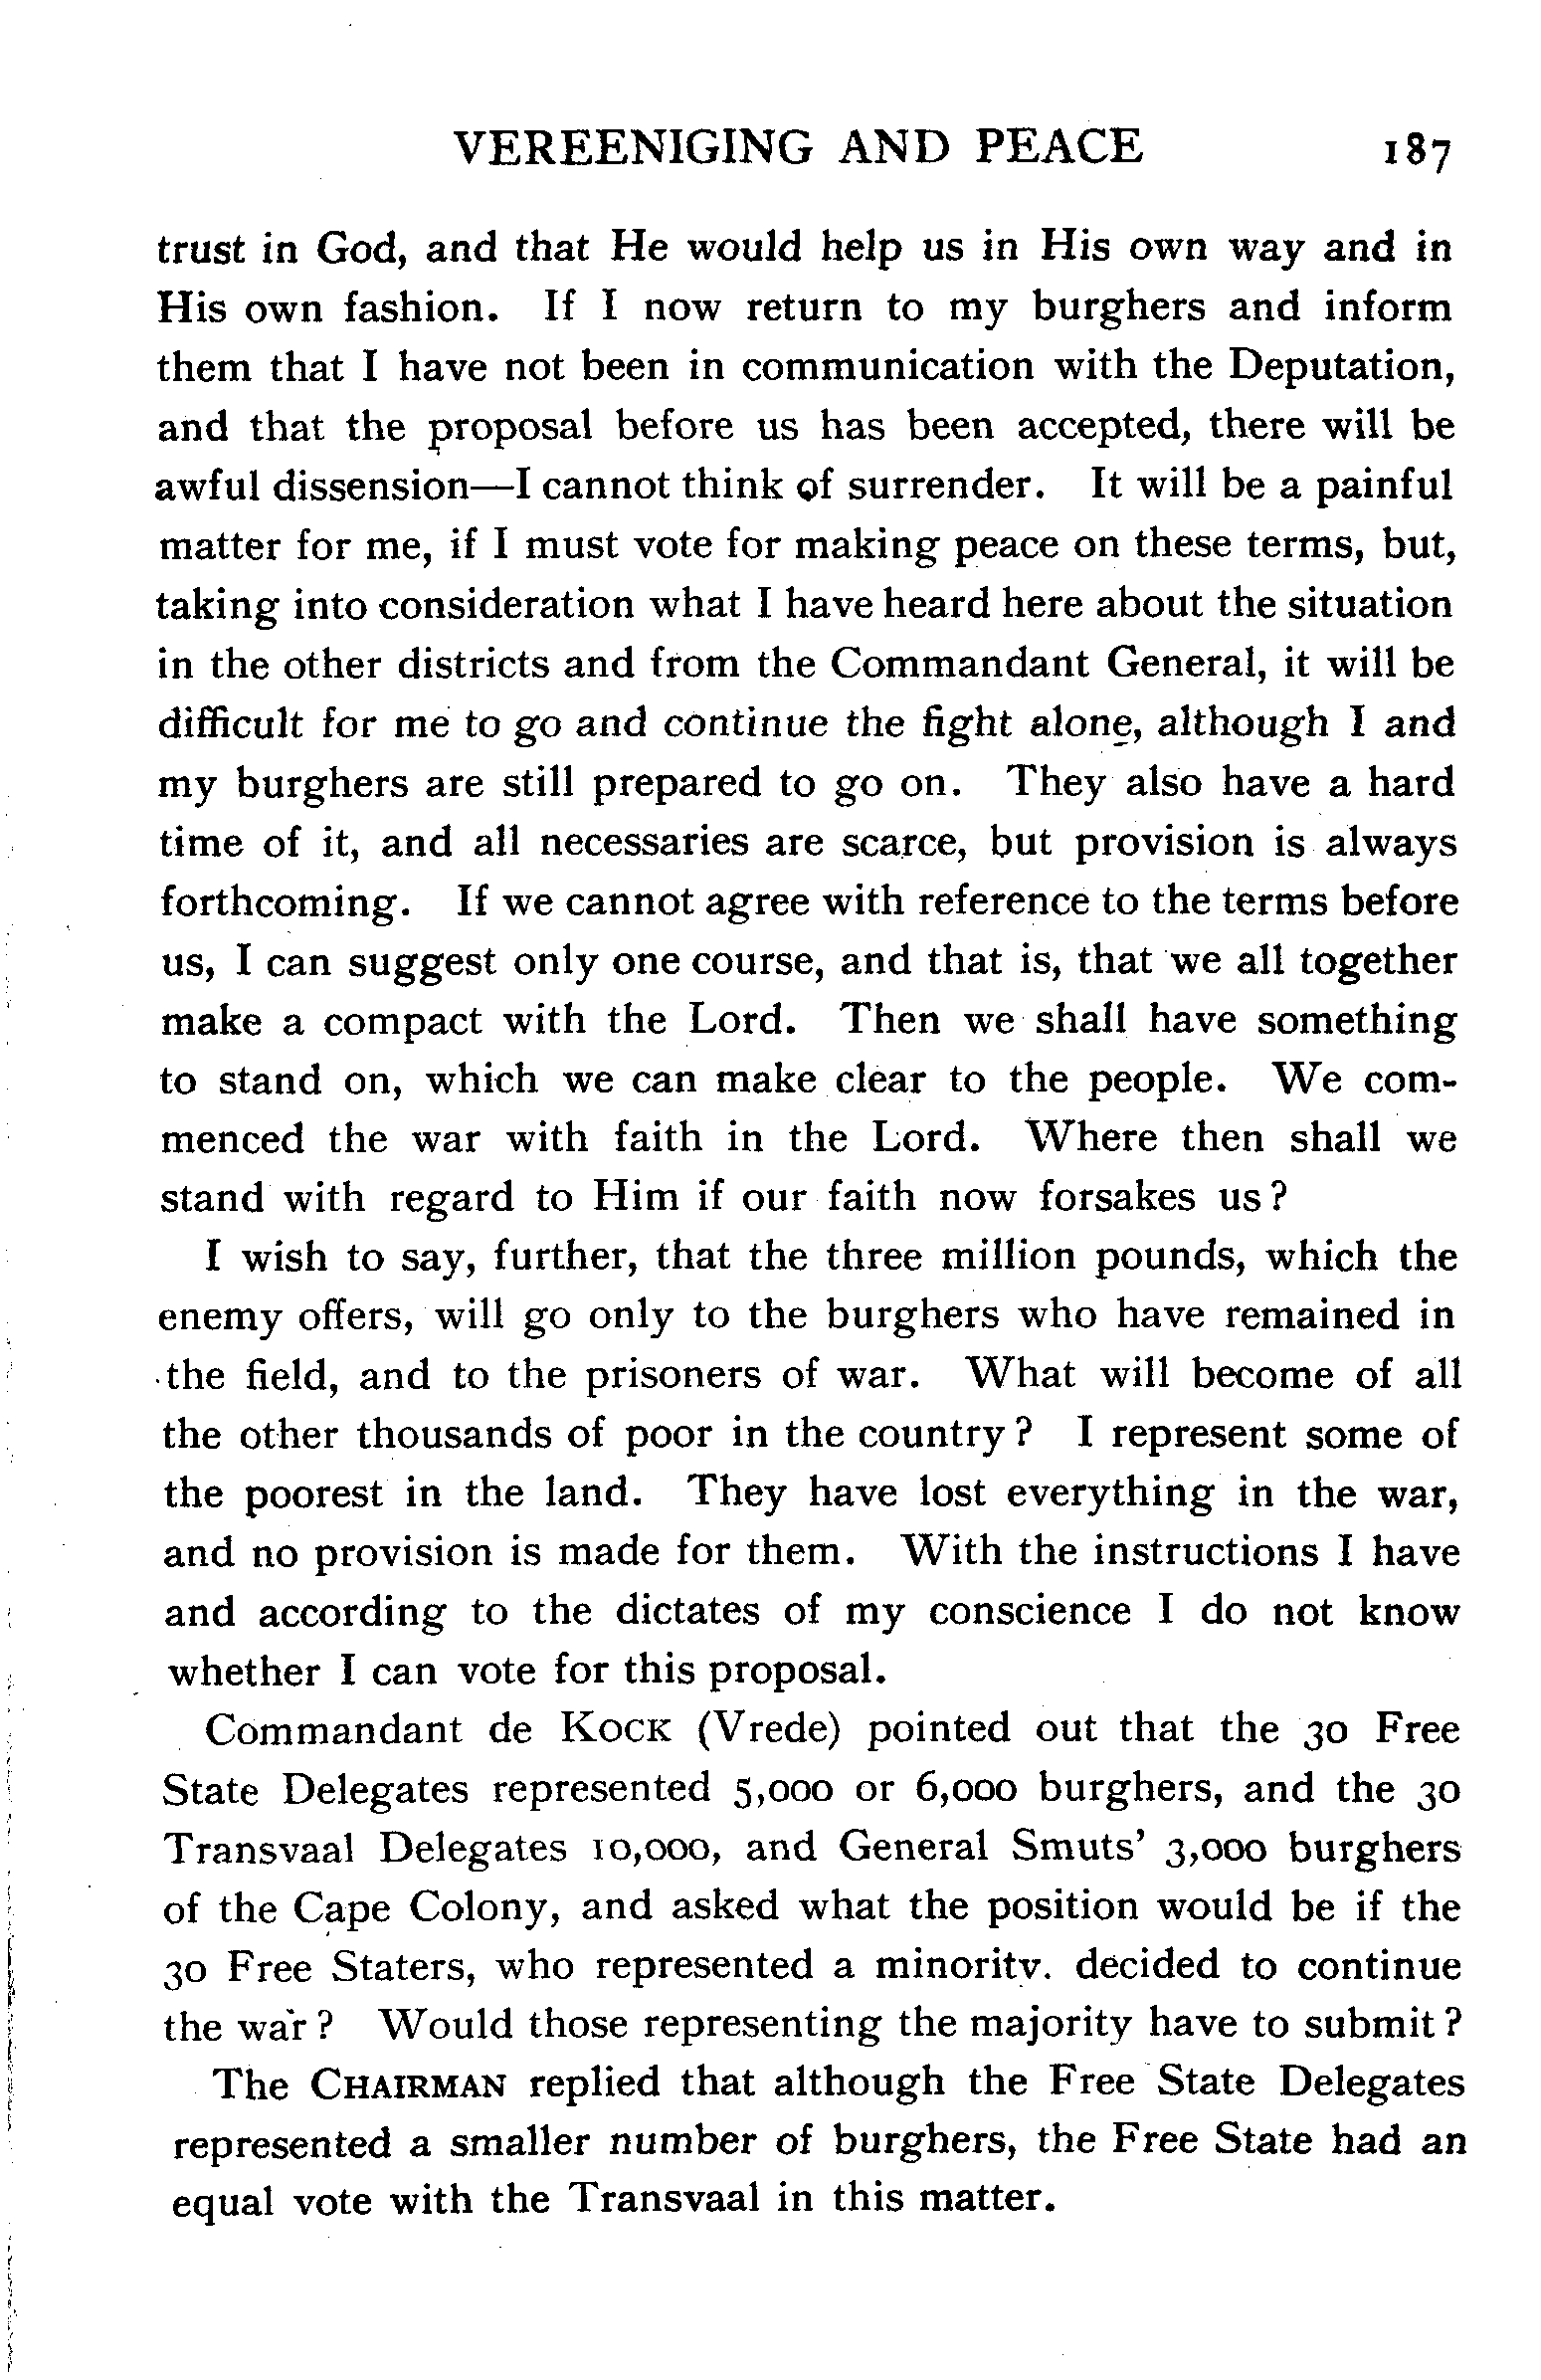 VEREENIGING AND PEACE 187
trust in God, and that He would help us in His own way and in
His own fashion. If I now return to my burghers and inform
them that I have not been in communication with the Deputation,
and that the proposal before us has been accepted, there will be
awful dissension—I cannot think of surrender. It will be a painful
matter for me, if I must vote for making peace on these terms, but,
taking into consideration what I have heard here about the situation
in the other districts and from the Commandant General, it will be
difficult for me to go and continue the fight alone, although I and
my burghers are still prepared to go on. They also have a hard
time of it, and all necessaries are scarce, but provision is always
forthcoming. If we cannot agree with reference to the terms before
us, I can suggest only one course, and that is, that we all together
make a compact with the Lord. Then we shall have something
to stand on, which we can make clear to the people. We com-
menced the war with faith in the Lord. Where then shall we
stand with regard to Him if our faith now forsakes us?
I wish to say, further, that the three million pounds, which the
enemy offers, will go only to the burghers who have remained in
the field, and to the prisoners of war. What will become of all
the other thousands of poor in the country? I represent some of
the poorest in the land. They have lost everything in the war,
and no provision is made for them. With the instructions I have
and according to the dictates of my conscience I do not know
whether I can vote for this proposal.
Commandant de KOCK (Vrede) pointed out that the 30 Free
State Delegates represented 5,000 or 6,000 burghers, and the 30
Transvaal Delegates 10,000, and General Smuts' 3,000 burghers
of the Cape Colony, and asked what the position would be if the
30 Free Staters, who represented a minority. decided to continue
the war? Would those representing the majority have to submit?
The CHAIRMAN replied that although the Free State Delegates
represented a smaller number of burghers, the Free State had an
equal vote with the Transvaal in this matter.